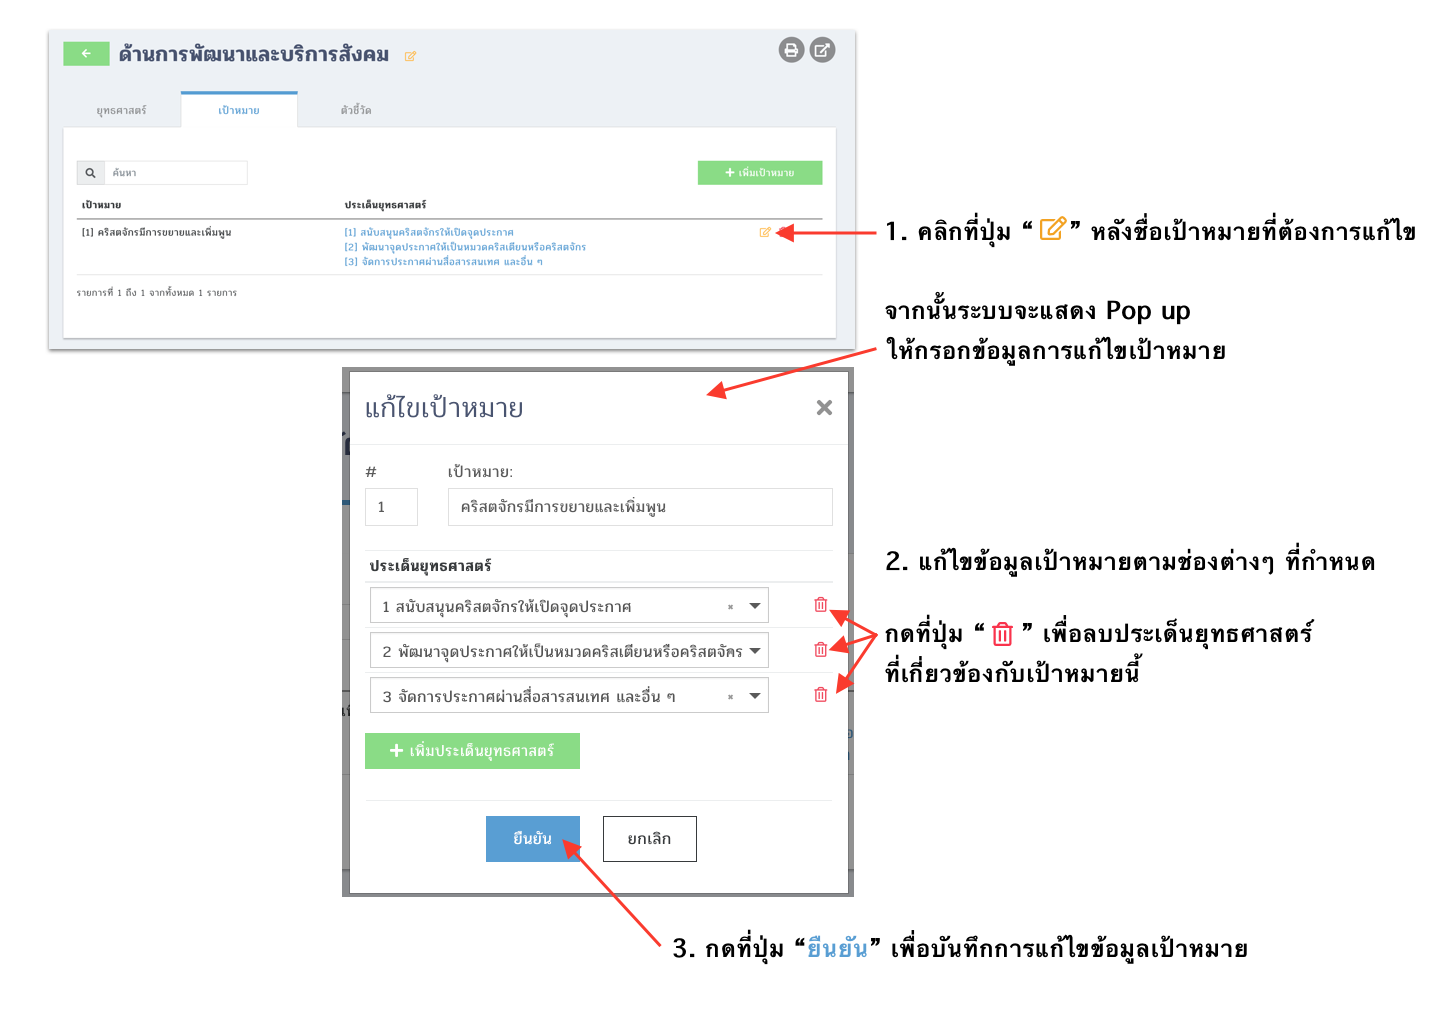 ด้านการพัฒนาและบริการสังคม
ยุทธศาสตร์ เป้าหมาย ตัวชี้วัด
ค้นหา + เพิ่มเป้าหมาย
เป้าหมาย ประเด็นยุทธศาสตร์
[1] คริสตจักรมีการขยายและเพิ่มพูน [1] สนับสนุนคริสตจักรให้เปิดจุดประกาศ
[2] พัฒนาจุดประกาศให้เป็นหมวดคริสเตียนหรือคริสตจักร
[3] จัดการประกาศผ่านสื่อสารสนเทศ และอื่น ๆ
รายการที่ 1 ถึง 1 จากทั้งหมด 1 รายการ
1. คลิกที่ปุ่ม “ ” หลังชื่อเป้าหมายที่ต้องการแก้ไข
จากนั้นระบบจะแสดง Pop up
ให้กรอกข้อมูลการแก้ไขเป้าหมาย
แก้ไขเป้าหมาย
# เป้าหมาย:
1 คริสตจักรมีการขยายและเพิ่มพูน
ประเด็นยุทธศาสตร์
1 สนับสนุนคริสตจักรให้เปิดจุดประกาศ ×
2 พัฒนาจุดประกาศให้เป็นหมวดคริสเตียนหรือคริสตจักร
3 จัดการประกาศผ่านสื่อสารสนเทศ และอื่น ๆ ×
+ เพิ่มประเด็นยุทธศาสตร์
ยืนยัน ยกเลิก
2. แก้ไขข้อมูลเป้าหมายตามช่องต่างๆ ที่กำหนด
กดที่ปุ่ม “ ” เพื่อลบประเด็นยุทธศาสตร์
ที่เกี่ยวข้องกับเป้าหมายนี้
3. กดที่ปุ่ม “ยืนยัน” เพื่อบันทึกการแก้ไขข้อมูลเป้าหมาย